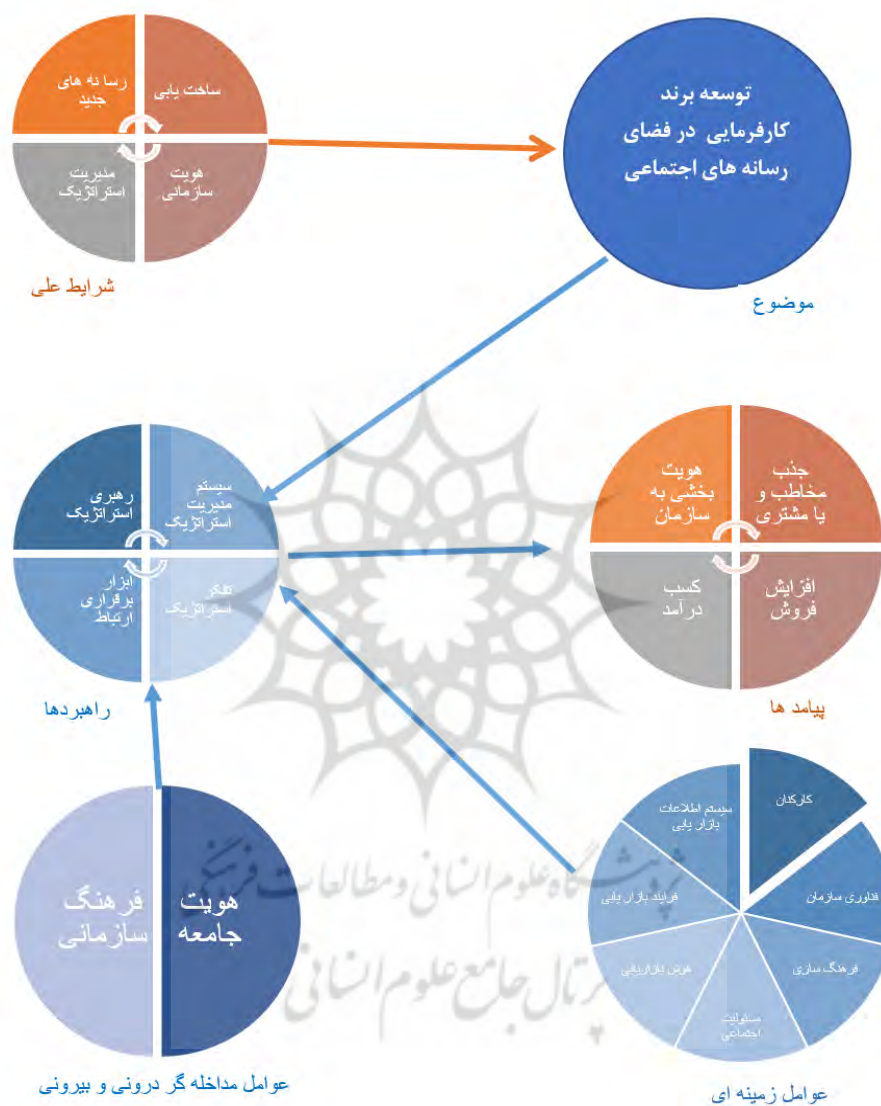 رسانه های
جدید
ساخت یابی
مدیریت
استراتژیک
هویت
سازمانی
شرایط علی
توسعه برند
کارفرمایی در فضای
رسانه های اجتماعی
موضوع
رهبری
استراتژیک
سیستم
مدیریت
استراتژیک
ابزار
برقراری
ارتباط
تفکر
استراتژیک
راهبردها
هویت
بخشی به
سازمان
جذب
مخاطب و
یا مشتری
کسب
درآمد
افزایش
فروش
پیامد ها
فرهنگ
سازمانی
هویت
جامعه
عوامل مداخله گر درونی و بیرونی
کارکنان
فناوری سازمان
فرهنگ سازی
مسئولیت
اجتماعی
هوش بازاریابی
فرایند بازار یابی
سیستم اطلاعات
بازار یابی
عوامل زمینه ای
پژوهشگاه علوم انسانی و مطالعات فرهنگی
پرتال جامع علوم انسانی